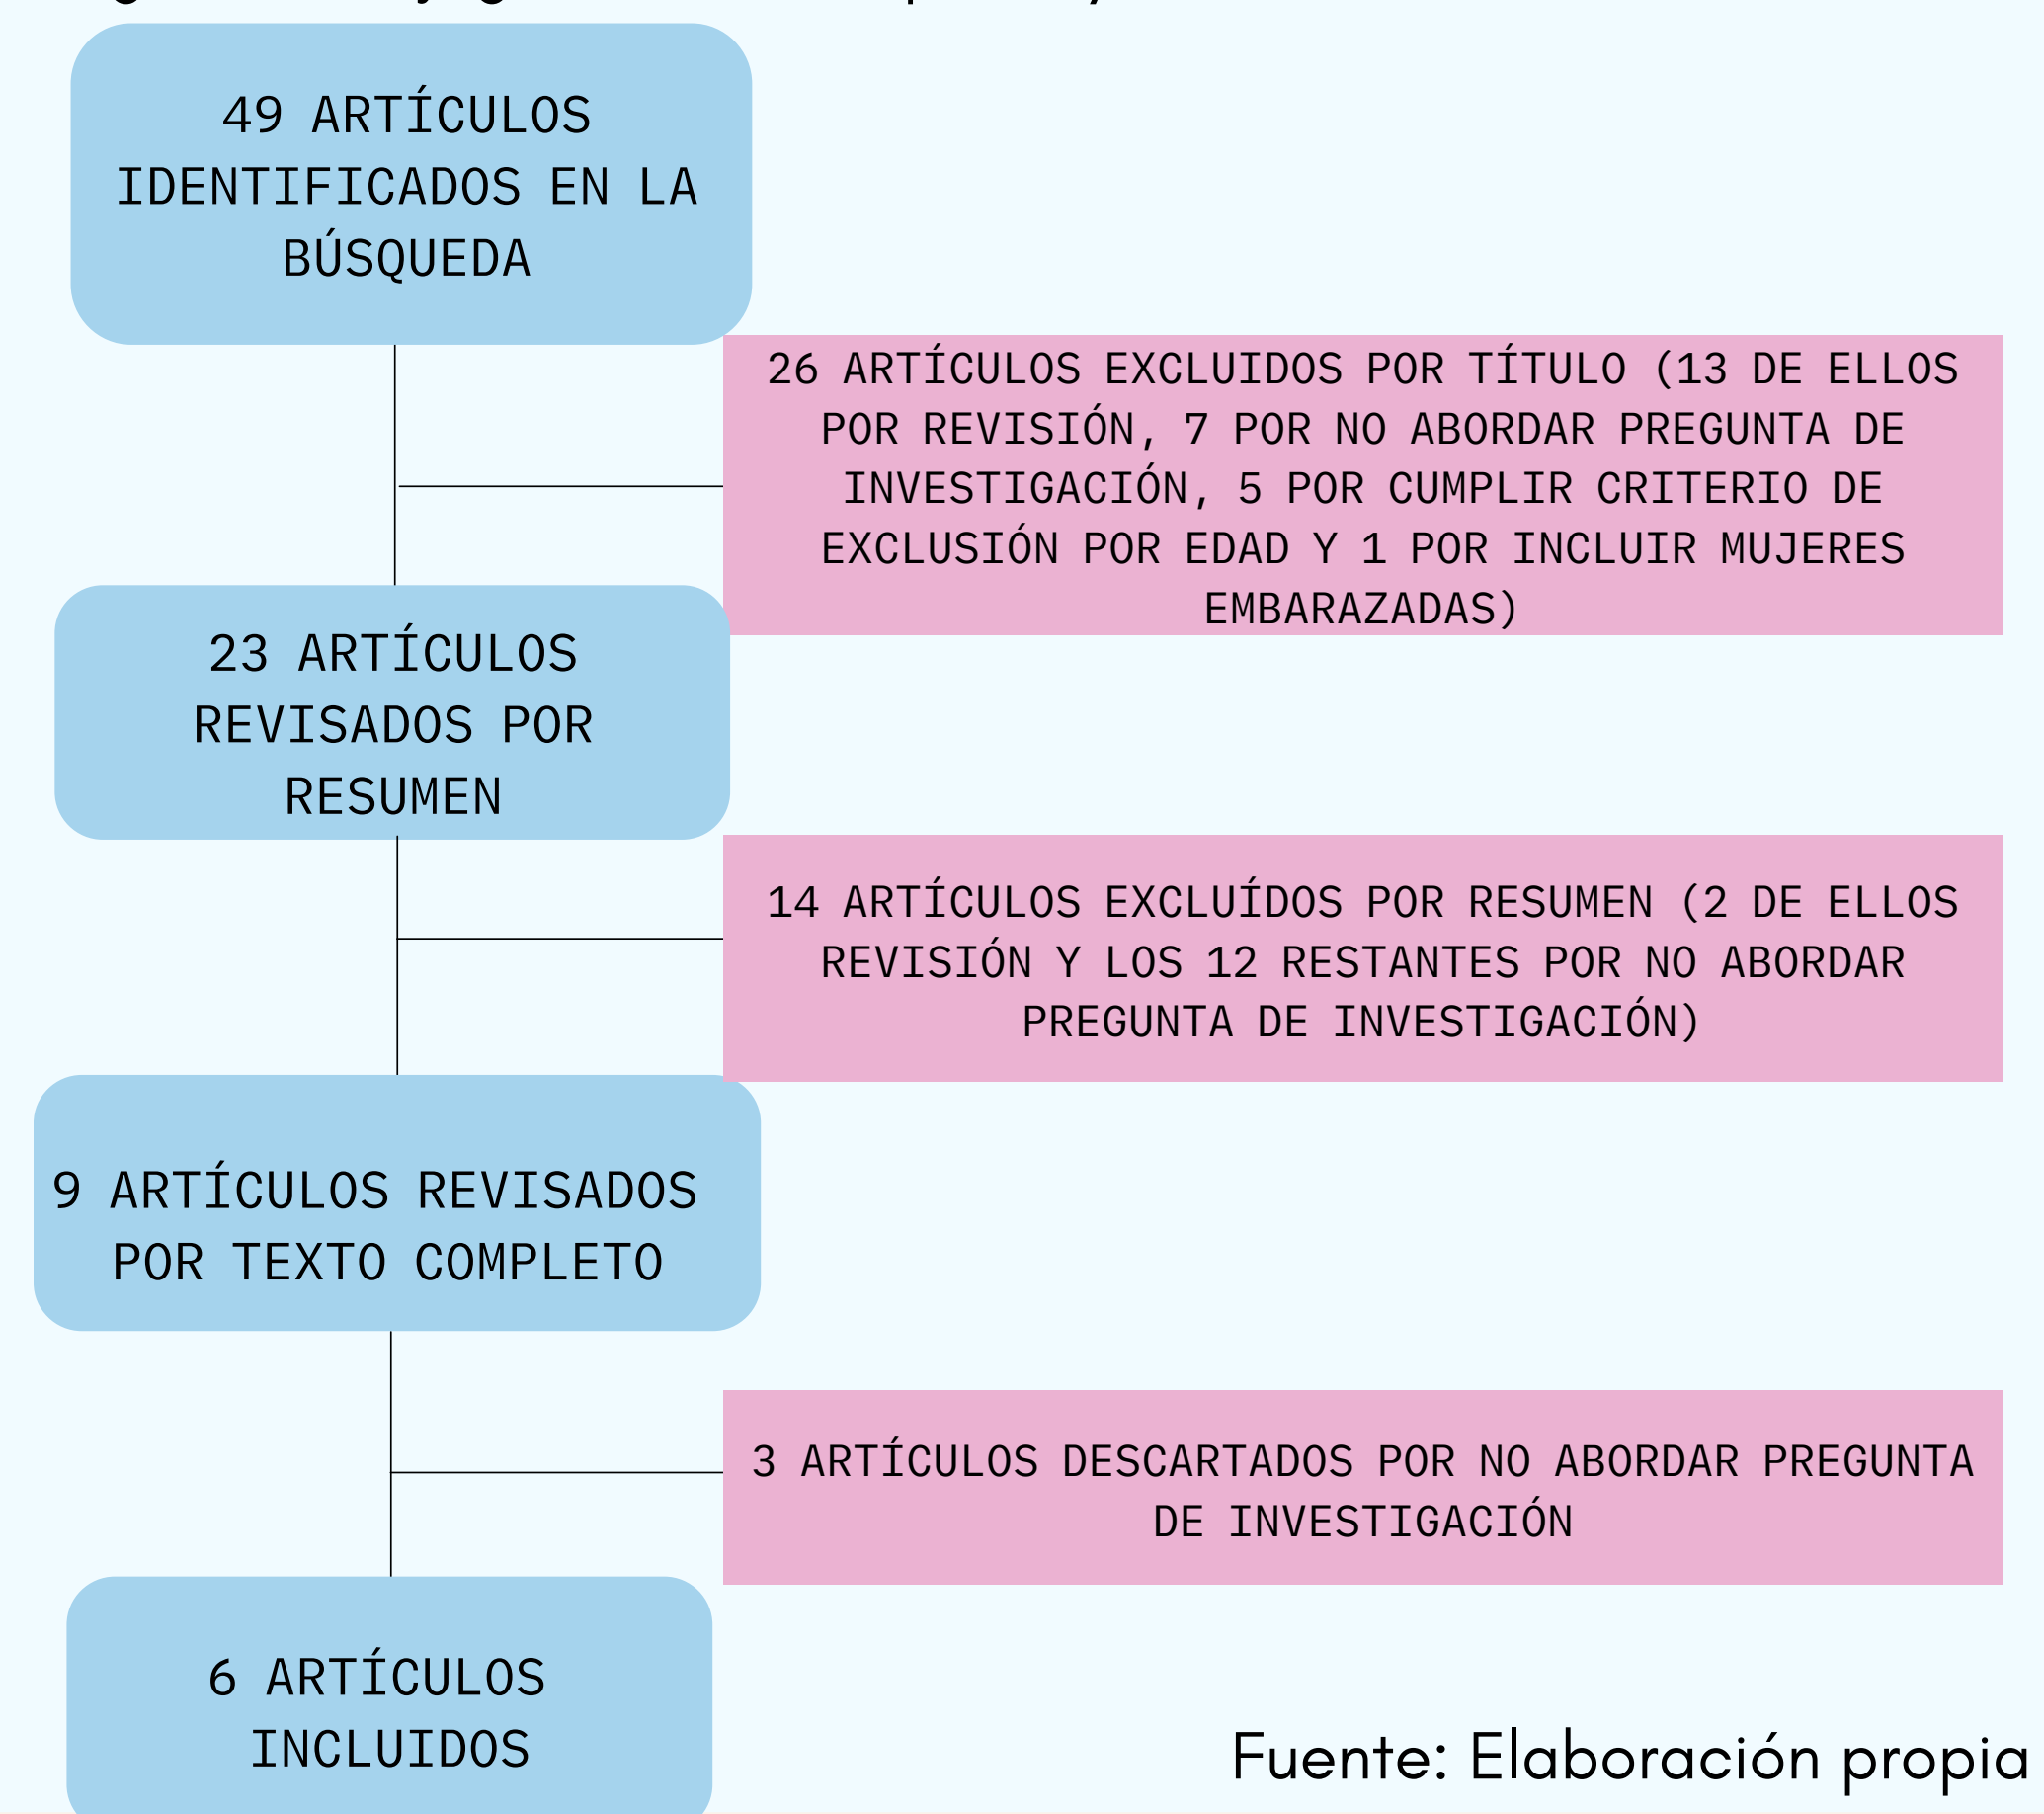 49 ARTÍCULOS
IDENTIFICADOS EN LA
BÚSQUEDA
26 ARTÍCULOS EXCLUIDOS POR TÍTULO (13 DE ELLOS
POR REVISIÓN, 7 POR NO ABORDAR PREGUNTA DE
INVESTIGACIÓN, 5 POR CUMPLIR CRITERIO DE
EXCLUSIÓN POR EDAD Y 1 POR INCLUIR MUJERES
EMBARAZADAS)
23 ARTÍCULOS
REVISADOS POR
RESUMEN
14 ARTÍCULOS EXCLUÍDOS POR RESUMEN (2 DE ELLOS
REVISIÓN Y LOS 12 RESTANTES POR NO ABORDAR
PREGUNTA DE INVESTIGACIÓN)
9 ARTÍCULOS REVISADOS
POR TEXTO COMPLETO
3 ARTÍCULOS DESCARTADOS POR NO ABORDAR PREGUNTA
DE INVESTIGACIÓN
6 ARTÍCULOS
INCLUIDOS
Fuente: Elaboración propia